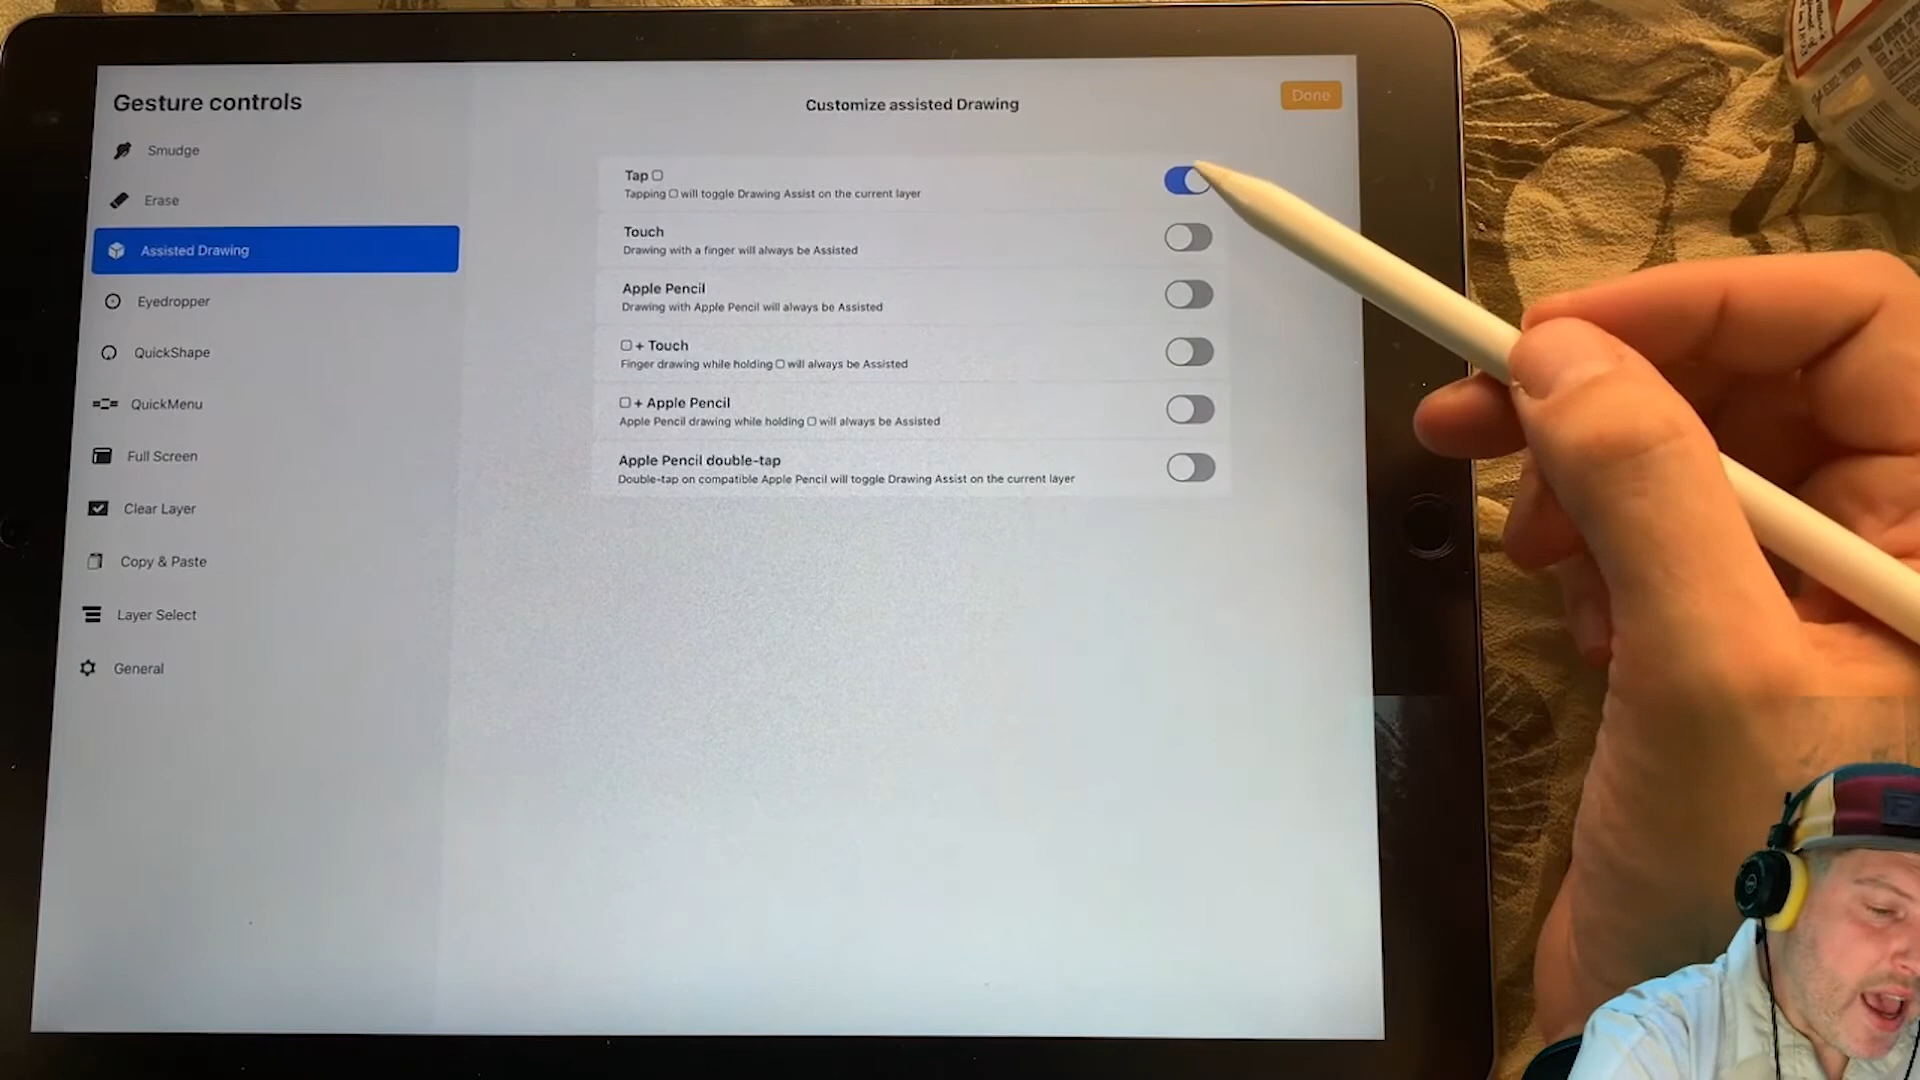 Gesture controls
Smudge
Erase
Assisted Drawing
Eyedropper
QuickShape
QuickMenu
Full Screen
Clear Layer
Copy & Paste
Layer Select
General
Customize assisted Drawing
Done
Tap ▢
Tapping ▢ will toggle Drawing Assist on the current layer
Touch
Drawing with a finger will always be Assisted
Apple Pencil
Drawing with Apple Pencil will always be Assisted
▢ + Touch
Finger drawing while holding ▢ will always be Assisted
▢ + Apple Pencil
Apple Pencil drawing while holding ▢ will always be Assisted
Apple Pencil double-tap
Double-tap on compatible Apple Pencil will toggle Drawing Assist on the current layer